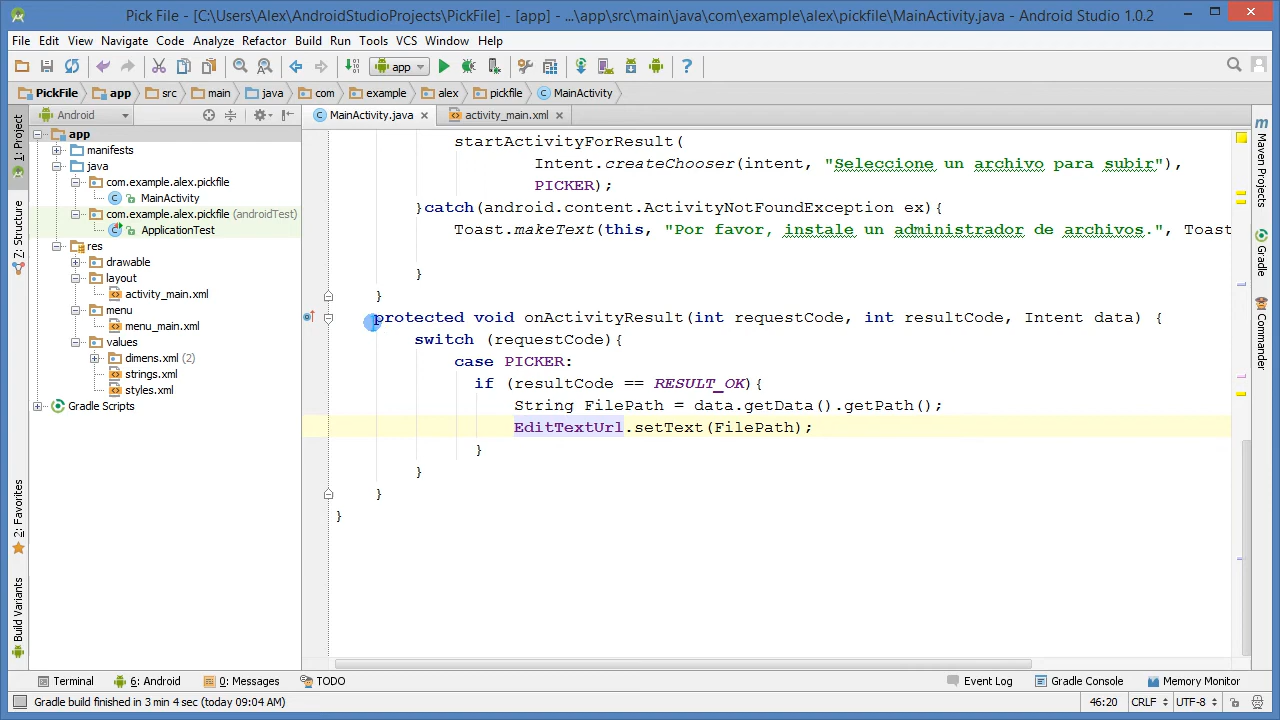 Pick File - [C:\Users\Alex\AndroidStudioProjects\PickFile] - [app] - ...\app\src\main\java\com\example\alex\pickfile\MainActivity.java - Android Studio 1.0.2
File Edit View Navigate Code Analyze Refactor Build Run Tools VCS Window Help
app
PickFile app src main java com example alex pickfile MainActivity
Android
MainActivity.java
activity_main.xml
1: Project
Z: Structure
2: Favorites
Build Variants
app
manifests
java
com.example.alex.pickfile
MainActivity
com.example.alex.pickfile (androidTest)
ApplicationTest
res
drawable
layout
activity_main.xml
menu
menu_main.xml
values
dimens.xml (2)
strings.xml
styles.xml
Gradle Scripts
startActivityForResult(
Intent.createChooser(intent, "Seleccione un archivo para subir"),
PICKER);
}catch(android.content.ActivityNotFoundException ex){
Toast.makeText(this, "Por favor, instale un administrador de archivos.", Toast
}
}
protected void onActivityResult(int requestCode, int resultCode, Intent data) {
switch (requestCode){
case PICKER:
if (resultCode == RESULT_OK){
String FilePath = data.getData().getPath();
EditTextUrl.setText(FilePath);
}
}
}
}
m
Maven Projects
Gradle
Commander
Terminal 6: Android 0: Messages TODO Event Log Gradle Console Memory Monitor
Gradle build finished in 3 min 4 sec (today 09:04 AM) 46:20 CRLF UTF-8